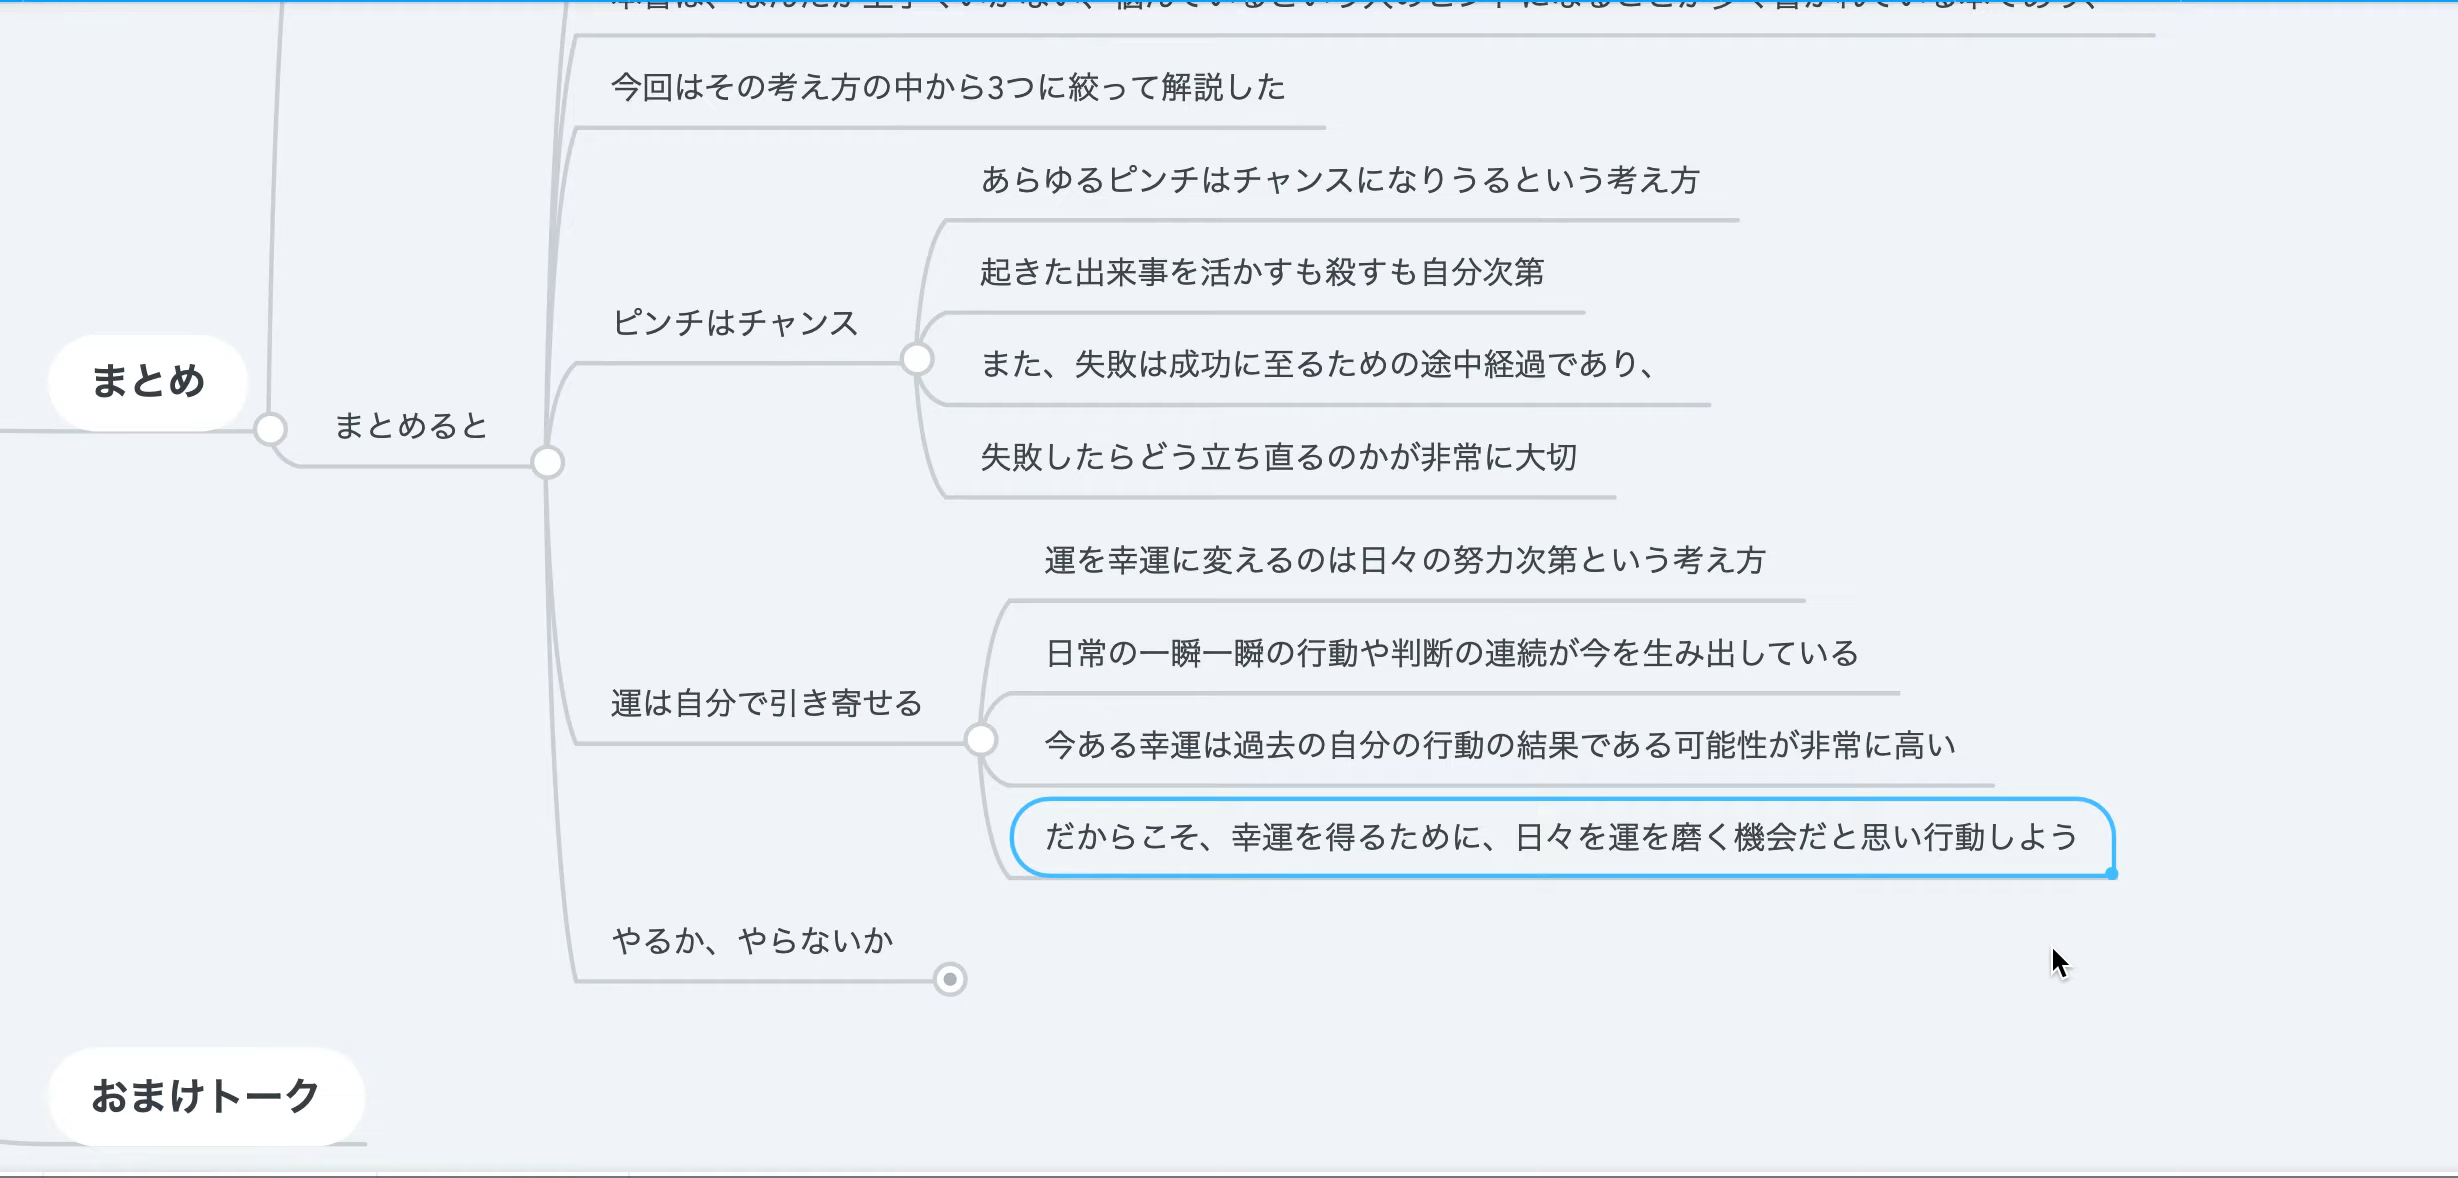 今回はその考え方の中から3つに絞って解説した
あらゆるピンチはチャンスになりうるという考え方
起きた出来事を活かすも殺すも自分次第
ピンチはチャンス
また、失敗は成功に至るための途中経過であり、
まとめ
まとめると
失敗したらどう立ち直るのかが非常に大切
運を幸運に変えるのは日々の努力次第という考え方
日常の一瞬一瞬の行動や判断の連続が今を生み出している
運は自分で引き寄せる
今ある幸運は過去の自分の行動の結果である可能性が非常に高い
だからこそ、幸運を得るために、日々を運を磨く機会だと思い行動しよう
やるか、やらないか
おまけトーク